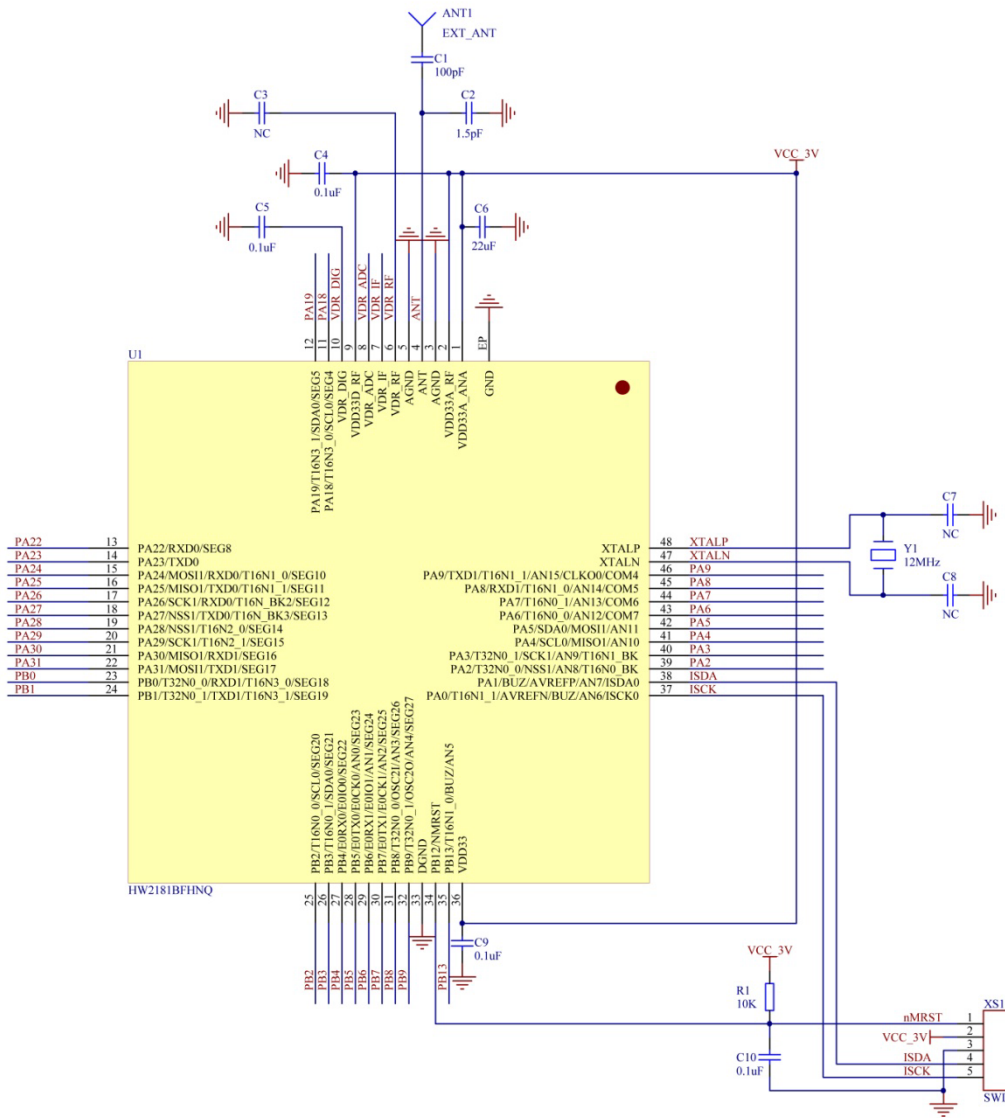 ANT1
EXT_ANT
C1
100pF
C3
NC
C2
1.5pF
C4
0.1uF
VCC_3V
C5
0.1uF
C6
22uF
PA19
PA18
VDR_DIG
VDR_ADC
VDR_IF
VDR_RF
ANT
12
11
10
9
8
7
6
5
4
3
2
1
EP
U1
PA19/T16N3_1/SDA0/SEG5
PA18/T16N3_0/SCL0/SEG4
VDR_DIG
VDD33D_RF
VDR_ADC
VDR_IF
VDR_RF
AGND
ANT
AGND
VDD33A_RF
VDD33A_ANA
GND
PA22 13 PA22/RXD0/SEG8
PA23 14 PA23/TXD0
PA24 15 PA24/MOSI1/RXD0/T16N1_0/SEG10
PA25 16 PA25/MISO1/TXD0/T16N1_1/SEG11
PA26 17 PA26/SCK1/RXD0/T16N_BK2/SEG12
PA27 18 PA27/NSS1/TXD0/T16N_BK3/SEG13
PA28 19 PA28/NSS1/T16N2_0/SEG14
PA29 20 PA29/SCK1/T16N2_1/SEG15
PA30 21 PA30/MISO1/RXD1/SEG16
PA31 22 PA31/MOSI1/TXD1/SEG17
PB0 23 PB0/T32N0_0/RXD1/T16N3_0/SEG18
PB1 24 PB1/T32N0_1/TXD1/T16N3_1/SEG19
XTALP 48 XTALP
XTALN 47 XTALN
PA9/TXD1/T16N1_1/AN15/CLKO0/COM4 46 PA9
PA8/RXD1/T16N1_0/AN14/COM5 45 PA8
PA7/T16N0_1/AN13/COM6 44 PA7
PA6/T16N0_0/AN12/COM7 43 PA6
PA5/SDA0/MOSI1/AN11 42 PA5
PA4/SCL0/MISO1/AN10 41 PA4
PA3/T32N0_1/SCK1/AN9/T16N1_BK 40 PA3
PA2/T32N0_0/NSS1/AN8/T16N0_BK 39 PA2
PA1/BUZ/AVREFP/AN7/ISDA0 38 ISDA
PA0/T16N1_1/AVREFN/BUZ/AN6/ISCK0 37 ISCK
C7
NC
Y1
12MHz
C8
NC
PB2/T16N0_0/SCL0/SEG20
PB3/T16N0_1/SDA0/SEG21
PB4/E0RX0/E0IO0/SEG22
PB5/E0TX0/E0CK0/AN0/SEG23
PB6/E0RX1/E0IO1/AN1/SEG24
PB7/E0TX1/E0CK1/AN2/SEG25
PB8/T32N0_0/OSC2I/AN3/SEG26
PB9/T32N0_1/OSC2O/AN4/SEG27
DGND
PB12/NMRST
PB13/T16N1_0/BUZ/AN5
VDD33
HW2181BFHNQ
25
26
27
28
29
30
31
32
33
34
35
36
PB2
PB3
PB4
PB5
PB6
PB7
PB8
PB9
PB13
C9
0.1uF
VCC_3V
R1
10K
C10
0.1uF
XS1
nMRST 1
VCC_3V 2
3
ISDA 4
ISCK 5